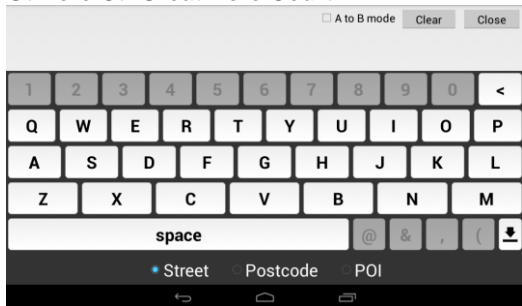 A to B mode Clear Close
1 2 3 4 5 6 7 8 9 0 <
Q W E R T Y U I O P
A S D F G H J K L
Z X C V B N M
space @ & , (
Street Postcode POI